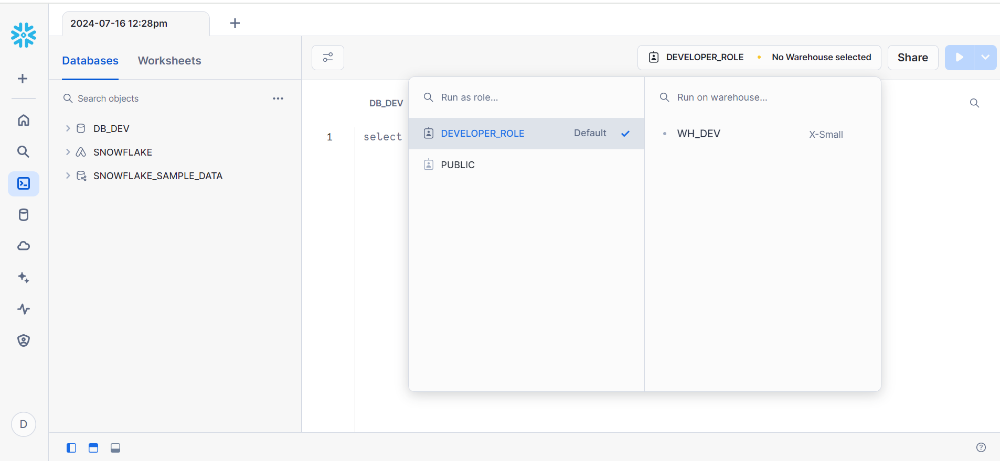 2024-07-16 12:28pm
Databases Worksheets
DEVELOPER_ROLE No Warehouse selected Share
Search objects
DB_DEV
SNOWFLAKE
SNOWFLAKE_SAMPLE_DATA
DB_DEV
1 select
Run as role...
DEVELOPER_ROLE Default
PUBLIC
Run on warehouse...
WH_DEV X-Small
D